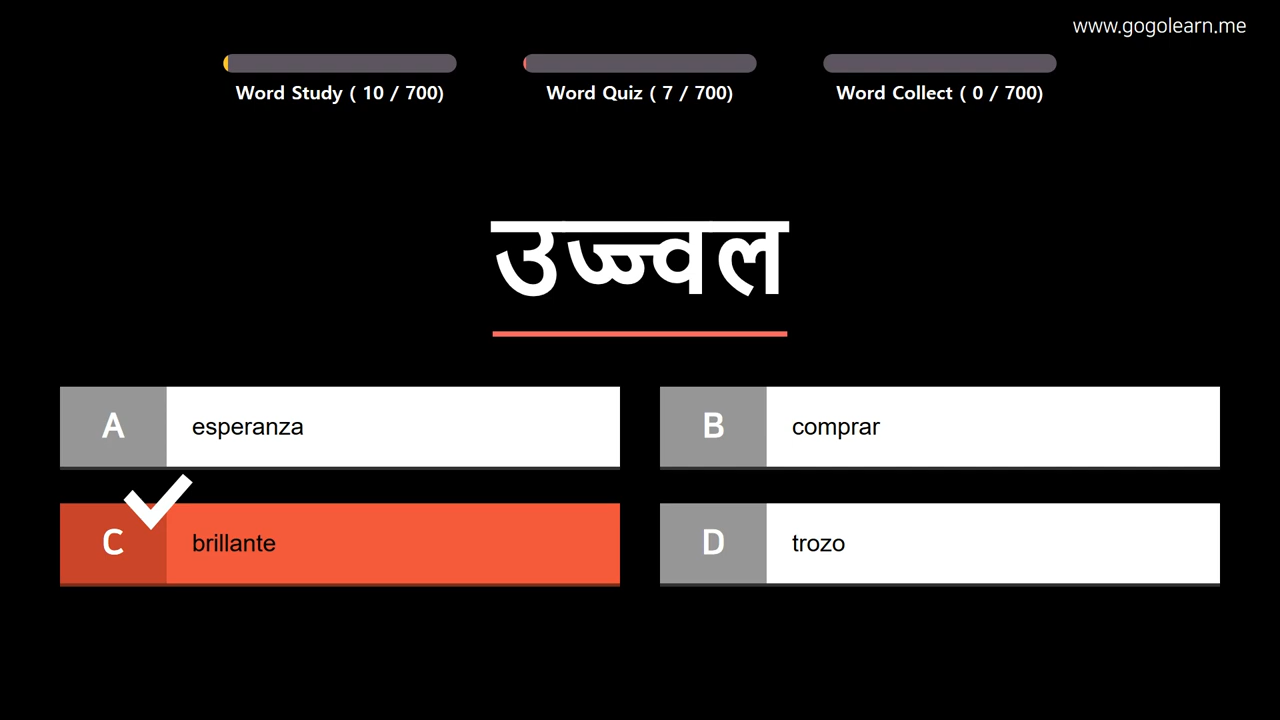 www.gogolearn.me
Word Study ( 10 / 700)
Word Quiz ( 7 / 700)
Word Collect ( 0 / 700)
उज्ज्वल
A esperanza
B comprar
C brillante
D trozo